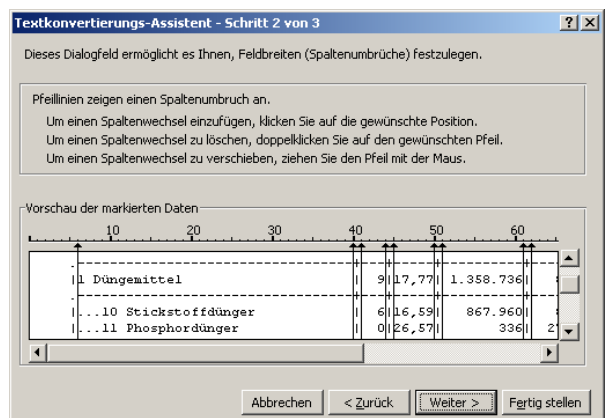 Textkonvertierungs-Assistent - Schritt 2 von 3
Dieses Dialogfeld ermöglicht es Ihnen, Feldbreiten (Spaltenumbrüche) festzulegen.
Pfeillinien zeigen einen Spaltenumbruch an.
Um einen Spaltenwechsel einzufügen, klicken Sie auf die gewünschte Position.
Um einen Spaltenwechsel zu löschen, doppelklicken Sie auf den gewünschten Pfeil.
Um einen Spaltenwechsel zu verschieben, ziehen Sie den Pfeil mit der Maus.
Vorschau der markierten Daten
10 20 30 40 50 60
|1 Düngemittel | 9|17,77| 1.358.736|
|...10 Stickstoffdünger | 6|16,59| 867.960|
|...11 Phosphordünger | 0|26,57| 336| 2
Abbrechen < Zurück Weiter > Fertig stellen